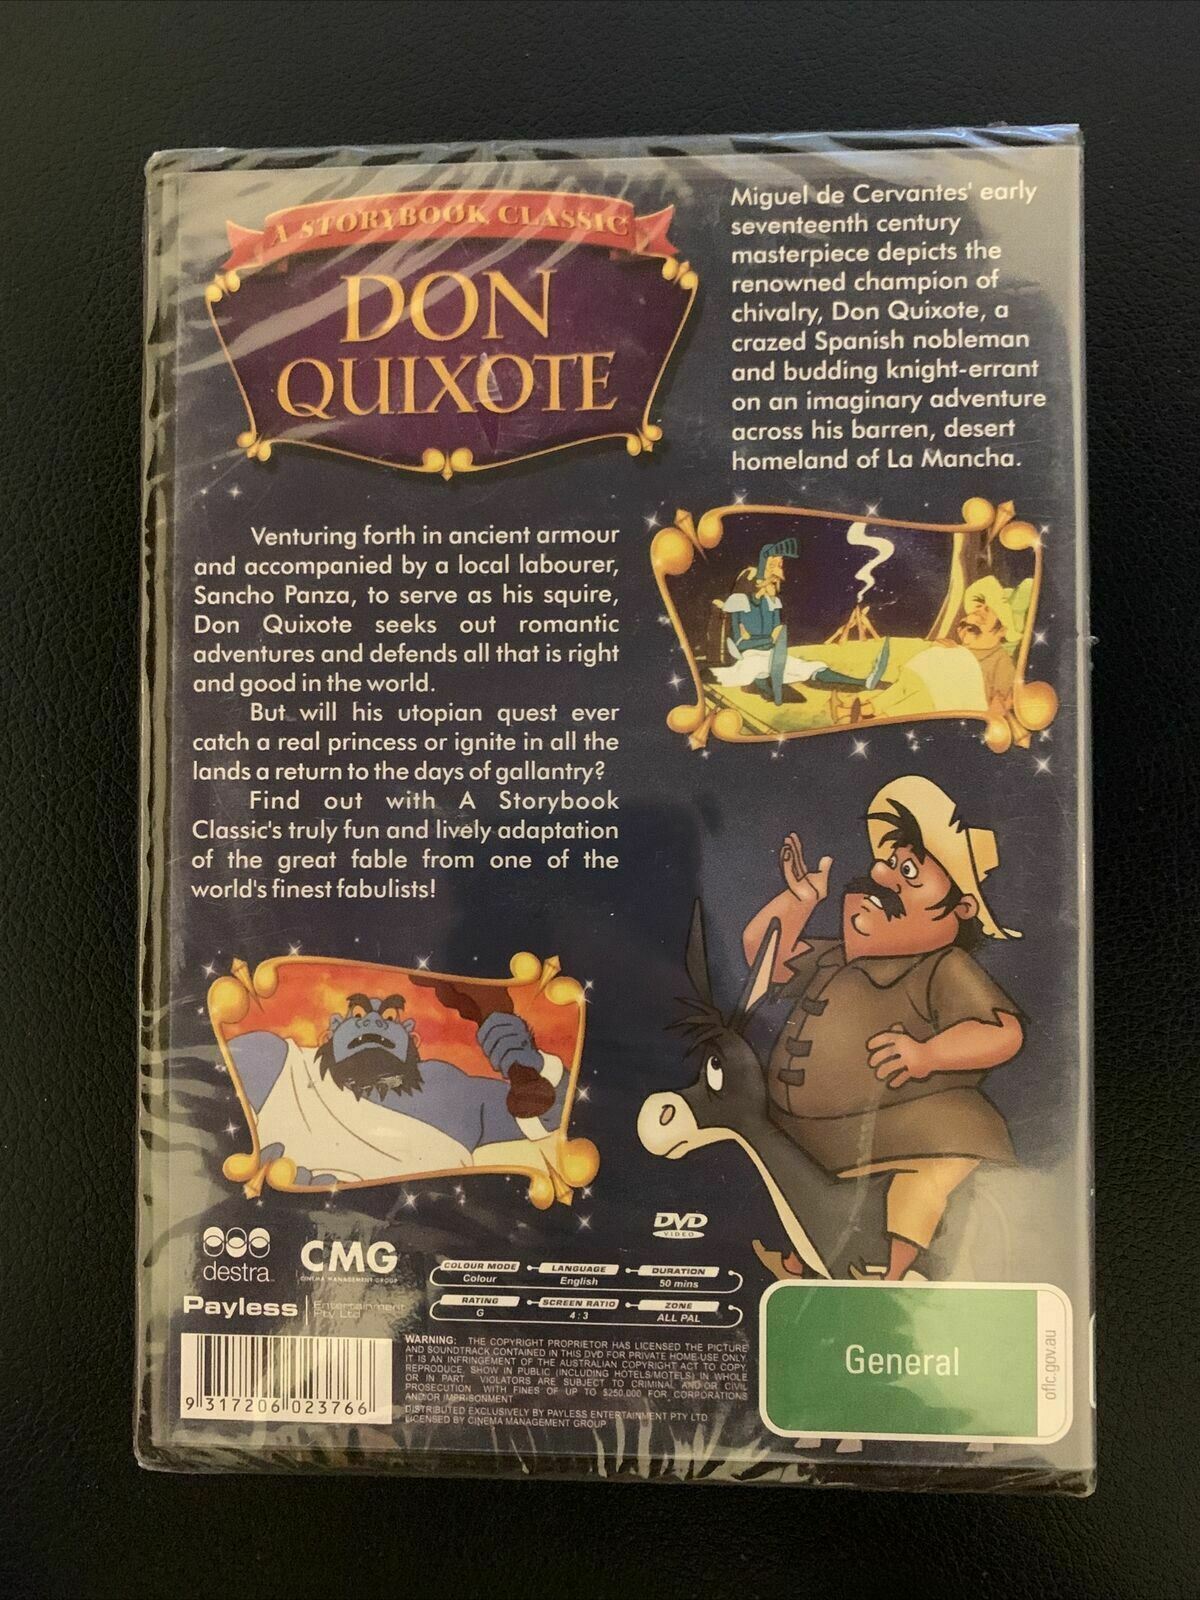 A STORYBOOK CLASSIC
DON
QUIXOTE
Miguel de Cervantes' early
seventeenth century
masterpiece depicts the
renowned champion of
chivalry, Don Quixote, a
crazed Spanish nobleman
and budding knight-errant
on an imaginary adventure
across his barren, desert
homeland of La Mancha.
Venturing forth in ancient armour
and accompanied by a local labourer,
Sancho Panza, to serve as his squire,
Don Quixote seeks out romantic
adventures and defends all that is right
and good in the world.
But will his utopian quest ever
catch a real princess or ignite in all the
lands a return to the days of gallantry?
Find out with A Storybook
Classic's truly fun and lively adaptation
of the great fable from one of the
world's finest fabulists!
destra
CMG
CINEMA MANAGEMENT GROUP
Payless Entertainment
Pty Ltd
DVD
VIDEO
COLOUR MODE LANGUAGE DURATION
Colour English 50 mins
RATING SCREEN RATIO ZONE
G 4:3 ALL PAL
WARNING: THE COPYRIGHT PROPRIETOR HAS LICENSED THE PICTURE
AND SOUNDTRACK CONTAINED IN THIS DVD FOR PRIVATE HOME-USE ONLY.
IT IS AN INFRINGEMENT OF THE AUSTRALIAN COPYRIGHT ACT TO COPY
REPRODUCE, SHOW IN PUBLIC (INCLUDING HOTELS/MOTELS) IN WHOLE
OR IN PART. VIOLATORS ARE SUBJECT TO CRIMINAL AND/OR CIVIL
PROSECUTION WITH FINES OF UP TO $250,000 FOR CORPORATIONS
AND/OR IMPRISONMENT
DISTRIBUTED EXCLUSIVELY BY PAYLESS ENTERTAINMENT PTY LTD
LICENSED BY CINEMA MANAGEMENT GROUP
9 317206 023766
General
oflc.gov.au